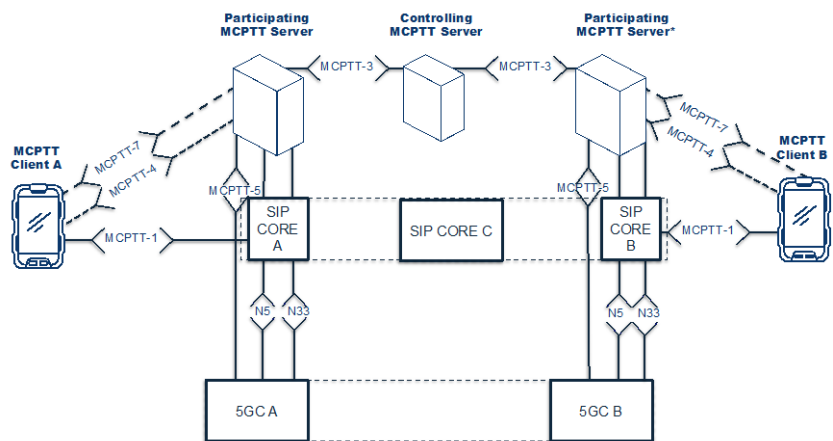 Participating
MCPTT Server
Controlling
MCPTT Server
Participating
MCPTT Server*
MCPTT-3
MCPTT-3
MCPTT
Client A
MCPTT-7
MCPTT-4
MCPTT-7
MCPTT-4
MCPTT
Client B
MCPTT-5
MCPTT-5
MCPTT-1
SIP
CORE
A
SIP CORE C
SIP
CORE
B
MCPTT-1
N5
N33
N5
N33
5GC A
5GC B